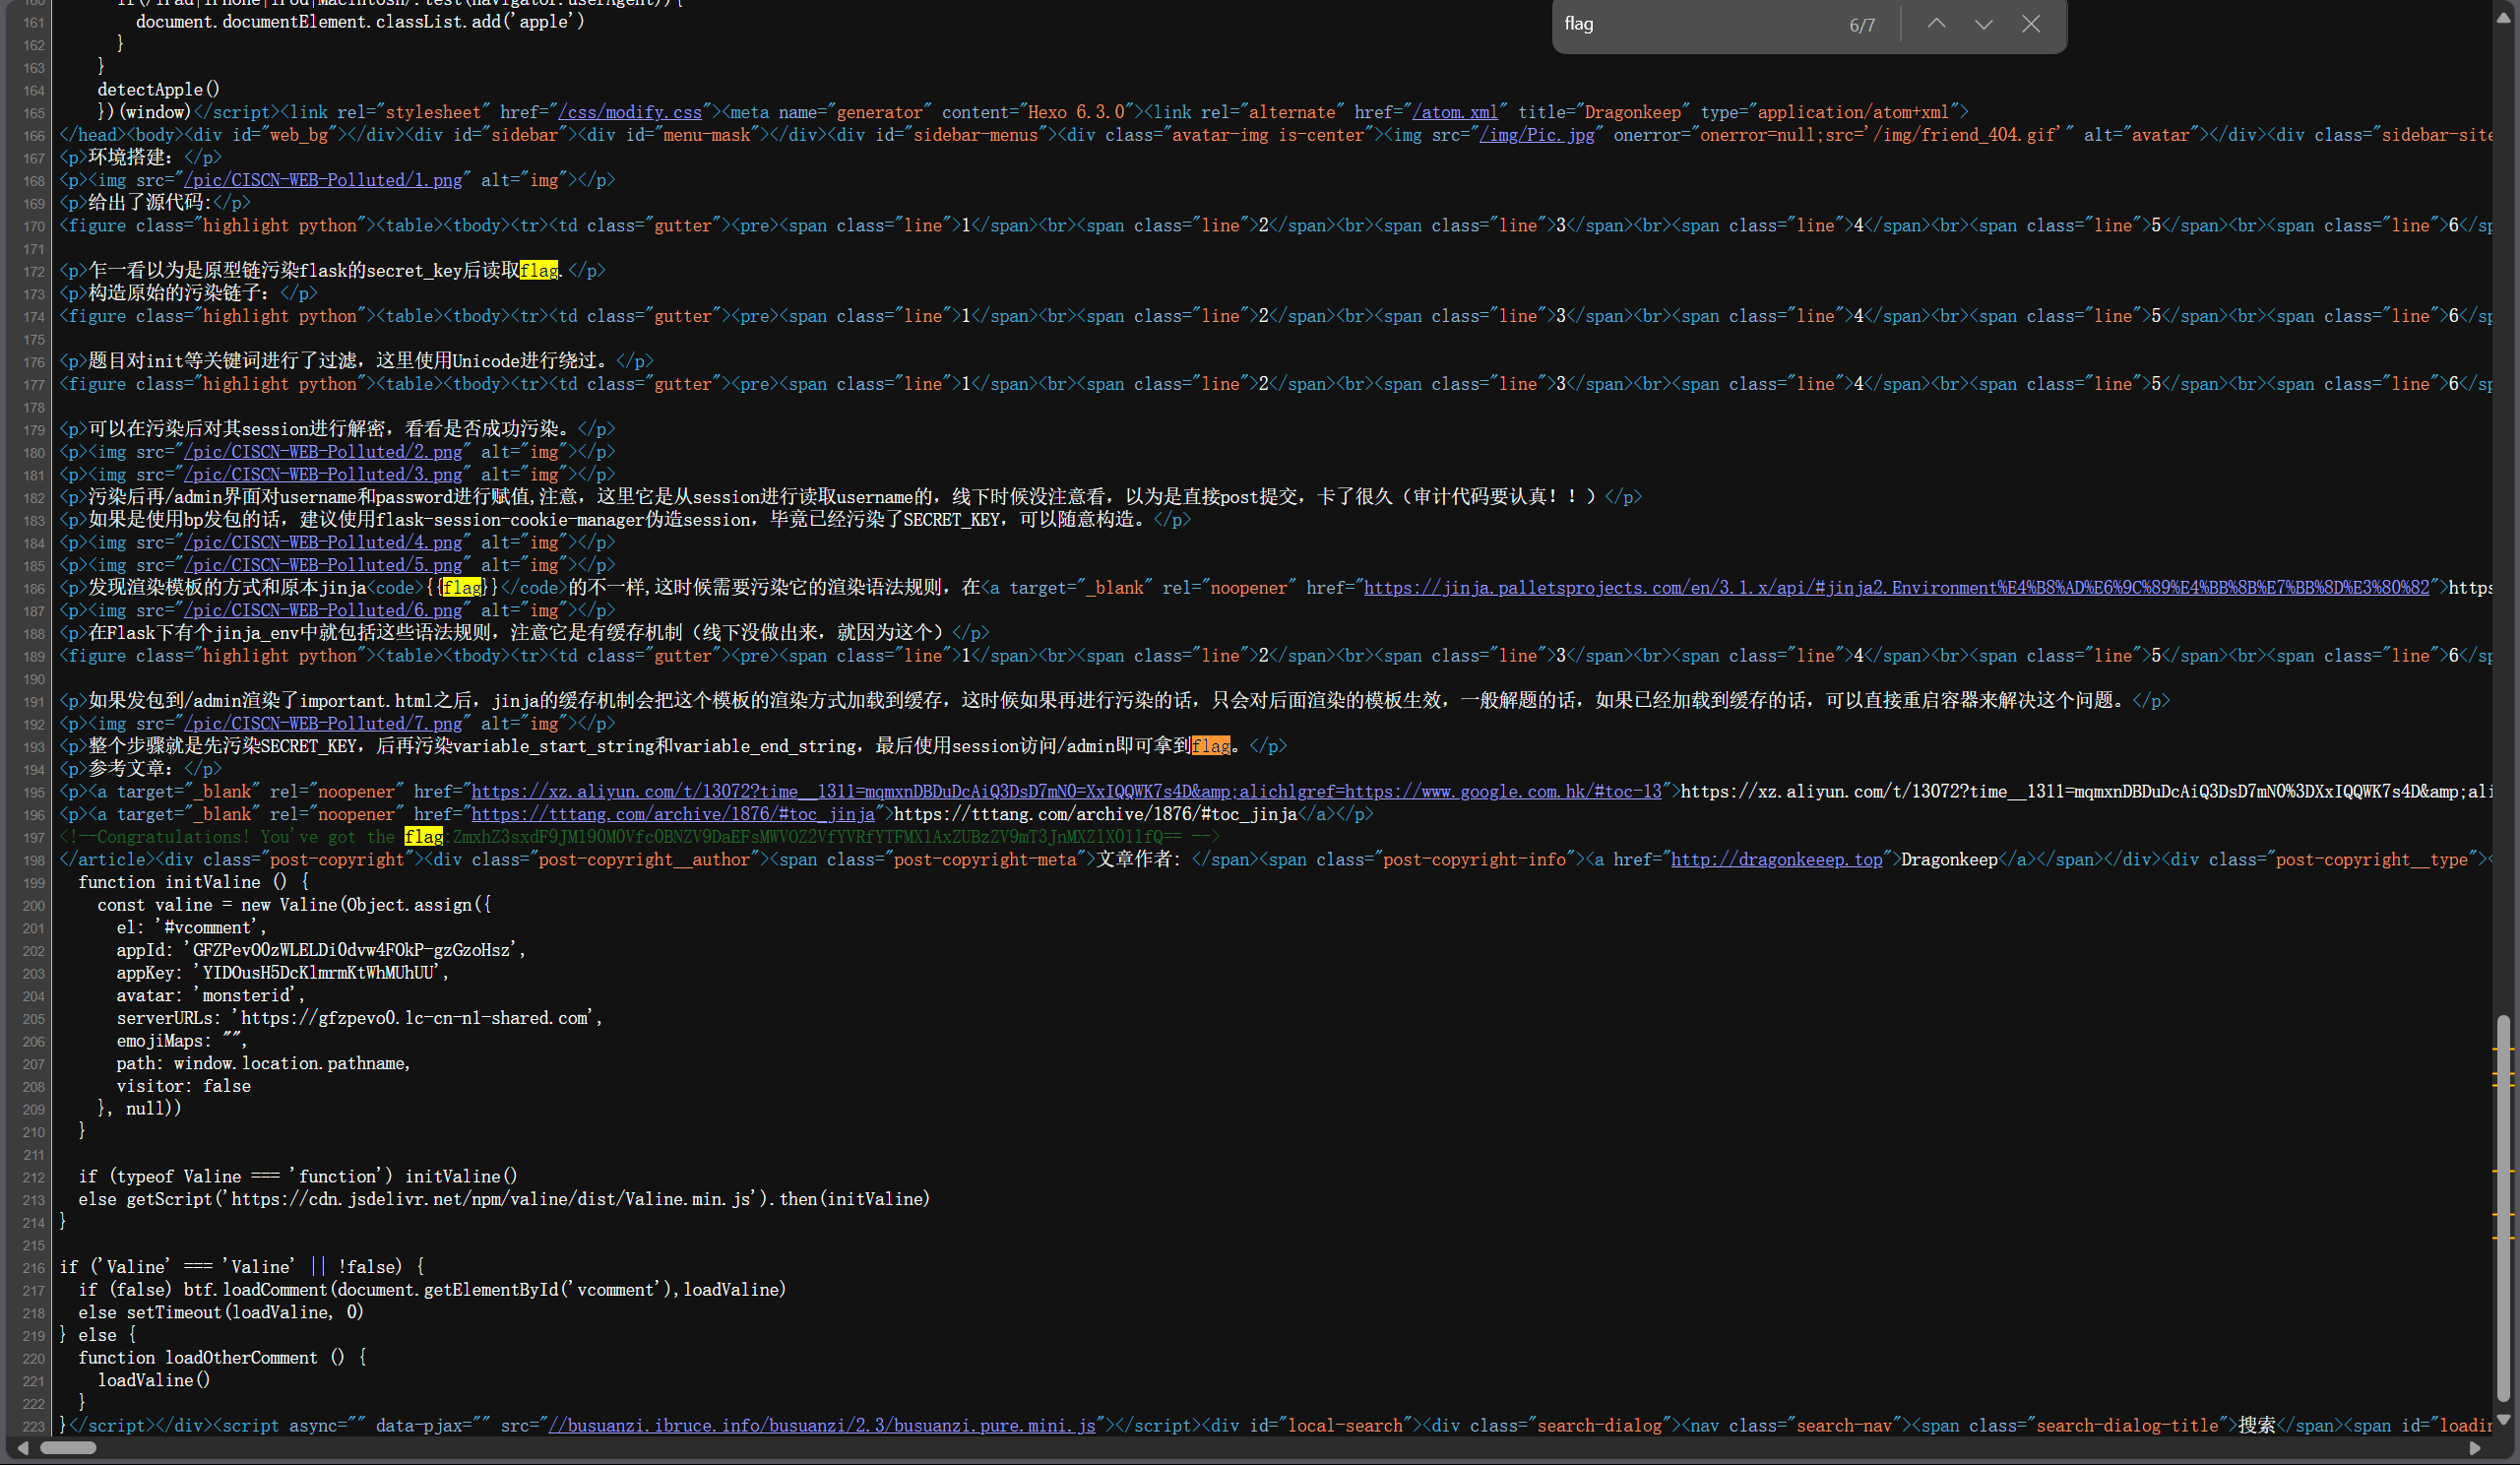 flag 6/7
160 if(/iPad|iPhone|iPod|Macintosh/.test(navigator.userAgent)){
161 document.documentElement.classList.add('apple')
162 }
163 }
164 detectApple()
165 })(window)</script><link rel="stylesheet" href="/css/modify.css"><meta name="generator" content="Hexo 6.3.0"><link rel="alternate" href="/atom.xml" title="Dragonkeep" type="application/atom+xml">
166 </head><body><div id="web_bg"></div><div id="sidebar"><div id="menu-mask"></div><div id="sidebar-menus"><div class="avatar-img is-center"><img src="/img/Pic.jpg" onerror="onerror=null;src='/img/friend_404.gif'" alt="avatar"></div><div class="sidebar-site
167 <p>环境搭建：</p>
168 <p><img src="/pic/CISCN-WEB-Polluted/1.png" alt="img"></p>
169 <p>给出了源代码:</p>
170 <figure class="highlight python"><table><tbody><tr><td class="gutter"><pre><span class="line">1</span><br><span class="line">2</span><br><span class="line">3</span><br><span class="line">4</span><br><span class="line">5</span><br><span class="line">6</sp
171
172 <p>乍一看以为是原型链污染flask的secret_key后读取flag.</p>
173 <p>构造原始的污染链子：</p>
174 <figure class="highlight python"><table><tbody><tr><td class="gutter"><pre><span class="line">1</span><br><span class="line">2</span><br><span class="line">3</span><br><span class="line">4</span><br><span class="line">5</span><br><span class="line">6</sp
175
176 <p>题目对init等关键词进行了过滤，这里使用Unicode进行绕过。</p>
177 <figure class="highlight python"><table><tbody><tr><td class="gutter"><pre><span class="line">1</span><br><span class="line">2</span><br><span class="line">3</span><br><span class="line">4</span><br><span class="line">5</span><br><span class="line">6</sp
178
179 <p>可以在污染后对其session进行解密，看看是否成功污染。</p>
180 <p><img src="/pic/CISCN-WEB-Polluted/2.png" alt="img"></p>
181 <p><img src="/pic/CISCN-WEB-Polluted/3.png" alt="img"></p>
182 <p>污染后再/admin界面对username和password进行赋值,注意，这里它是从session进行读取username的，线下时候没注意看，以为是直接post提交，卡了很久（审计代码要认真！！）</p>
183 <p>如果是使用bp发包的话，建议使用flask-session-cookie-manager伪造session，毕竟已经污染了SECRET_KEY，可以随意构造。</p>
184 <p><img src="/pic/CISCN-WEB-Polluted/4.png" alt="img"></p>
185 <p><img src="/pic/CISCN-WEB-Polluted/5.png" alt="img"></p>
186 <p>发现渲染模板的方式和原本jinja<code>{{flag}}</code>的不一样,这时候需要污染它的渲染语法规则，在<a target="_blank" rel="noopener" href="https://jinja.palletsprojects.com/en/3.1.x/api/#jinja2.Environment%E4%B8%AD%E6%9C%89%E4%BB%8B%E7%BB%8D%E3%80%82">https
187 <p><img src="/pic/CISCN-WEB-Polluted/6.png" alt="img"></p>
188 <p>在Flask下有个jinja_env中就包括这些语法规则，注意它是有缓存机制（线下没做出来，就因为这个）</p>
189 <figure class="highlight python"><table><tbody><tr><td class="gutter"><pre><span class="line">1</span><br><span class="line">2</span><br><span class="line">3</span><br><span class="line">4</span><br><span class="line">5</span><br><span class="line">6</sp
190
191 <p>如果发包到/admin渲染了important.html之后，jinja的缓存机制会把这个模板的渲染方式加载到缓存，这时候如果再进行污染的话，只会对后面渲染的模板生效，一般解题的话，如果已经加载到缓存的话，可以直接重启容器来解决这个问题。</p>
192 <p><img src="/pic/CISCN-WEB-Polluted/7.png" alt="img"></p>
193 <p>整个步骤就是先污染SECRET_KEY，后再污染variable_start_string和variable_end_string，最后使用session访问/admin即可拿到flag。</p>
194 <p>参考文章：</p>
195 <p><a target="_blank" rel="noopener" href="https://xz.aliyun.com/t/13072?time__1311=mqmxnDBDuDcAiQ3DsD7mN0=XxIQQWK7s4D&amp;alichlgref=https://www.google.com.hk/#toc-13">https://xz.aliyun.com/t/13072?time__1311=mqmxnDBDuDcAiQ3DsD7mN0%3DXxIQQWK7s4D&amp;ali
196 <p><a target="_blank" rel="noopener" href="https://tttang.com/archive/1876/#toc_jinja">https://tttang.com/archive/1876/#toc_jinja</a></p>
197 <!--Congratulations! You've got the flag:ZmxhZ3sxdF9JM190M0Vfc0BNZV9DaEFsMWVOZ2VfYVRfYTFMX1AxZUBzZV9mT3JnMXZlX01lfQ== -->
198 </article><div class="post-copyright"><div class="post-copyright__author"><span class="post-copyright-meta">文章作者: </span><span class="post-copyright-info"><a href="http://dragonkeeep.top">Dragonkeep</a></span></div><div class="post-copyright__type"><
199 function initValine () {
200 const valine = new Valine(Object.assign({
201 el: '#vcomment',
202 appId: 'GFZPevO0zWLELDi0dvw4FOkP-gzGzoHsz',
203 appKey: 'YIDOusH5DcKlmrmKtWhMUhUU',
204 avatar: 'monsterid',
205 serverURLs: 'https://gfzpevo0.lc-cn-n1-shared.com',
206 emojiMaps: "",
207 path: window.location.pathname,
208 visitor: false
209 }, null))
210 }
211
212 if (typeof Valine === 'function') initValine()
213 else getScript('https://cdn.jsdelivr.net/npm/valine/dist/Valine.min.js').then(initValine)
214 }
215
216 if ('Valine' === 'Valine' || !false) {
217 if (false) btf.loadComment(document.getElementById('vcomment'),loadValine)
218 else setTimeout(loadValine, 0)
219 } else {
220 function loadOtherComment () {
221 loadValine()
222 }
223 }</script></div><script async="" data-pjax="" src="//busuanzi.ibruce.info/busuanzi/2.3/busuanzi.pure.mini.js"></script><div id="local-search"><div class="search-dialog"><nav class="search-nav"><span class="search-dialog-title">搜索</span><span id="loadin